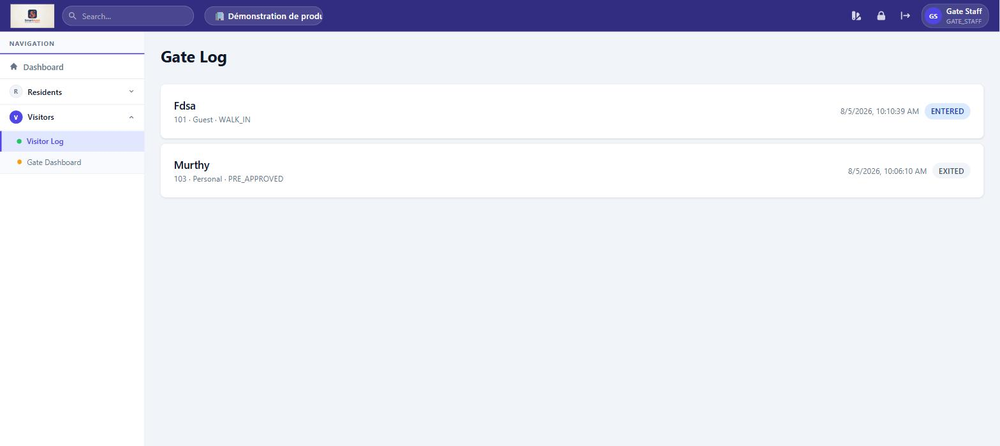 Search...
Démonstration de produ
GS
Gate Staff
GATE_STAFF
NAVIGATION
Dashboard
R
Residents
V
Visitors
Visitor Log
Gate Dashboard
Gate Log
Fdsa
101 · Guest · WALK_IN
8/5/2026, 10:10:39 AM
ENTERED
Murthy
103 · Personal · PRE_APPROVED
8/5/2026, 10:06:10 AM
EXITED